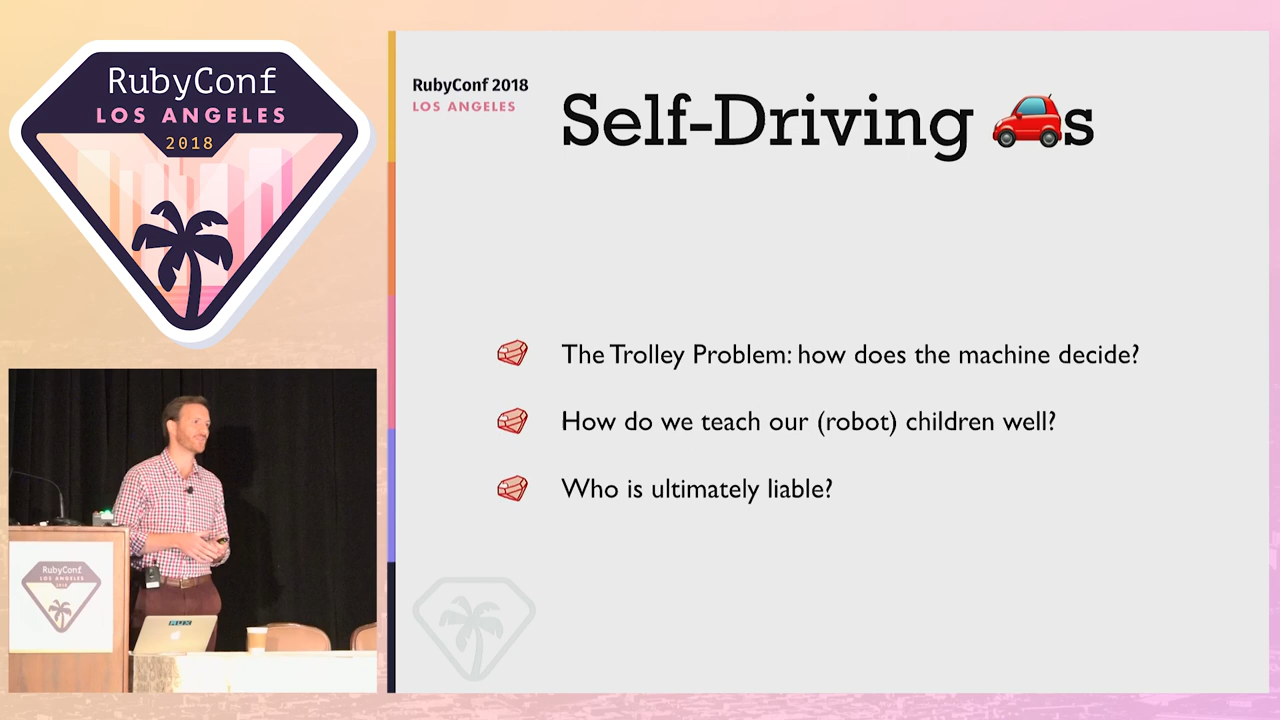 RubyConf
LOS ANGELES
2018
RubyConf 2018
LOS ANGELES
Self-Driving 🚗s
The Trolley Problem: how does the machine decide?
How do we teach our (robot) children well?
Who is ultimately liable?
RubyConf
LOS ANGELES
2018